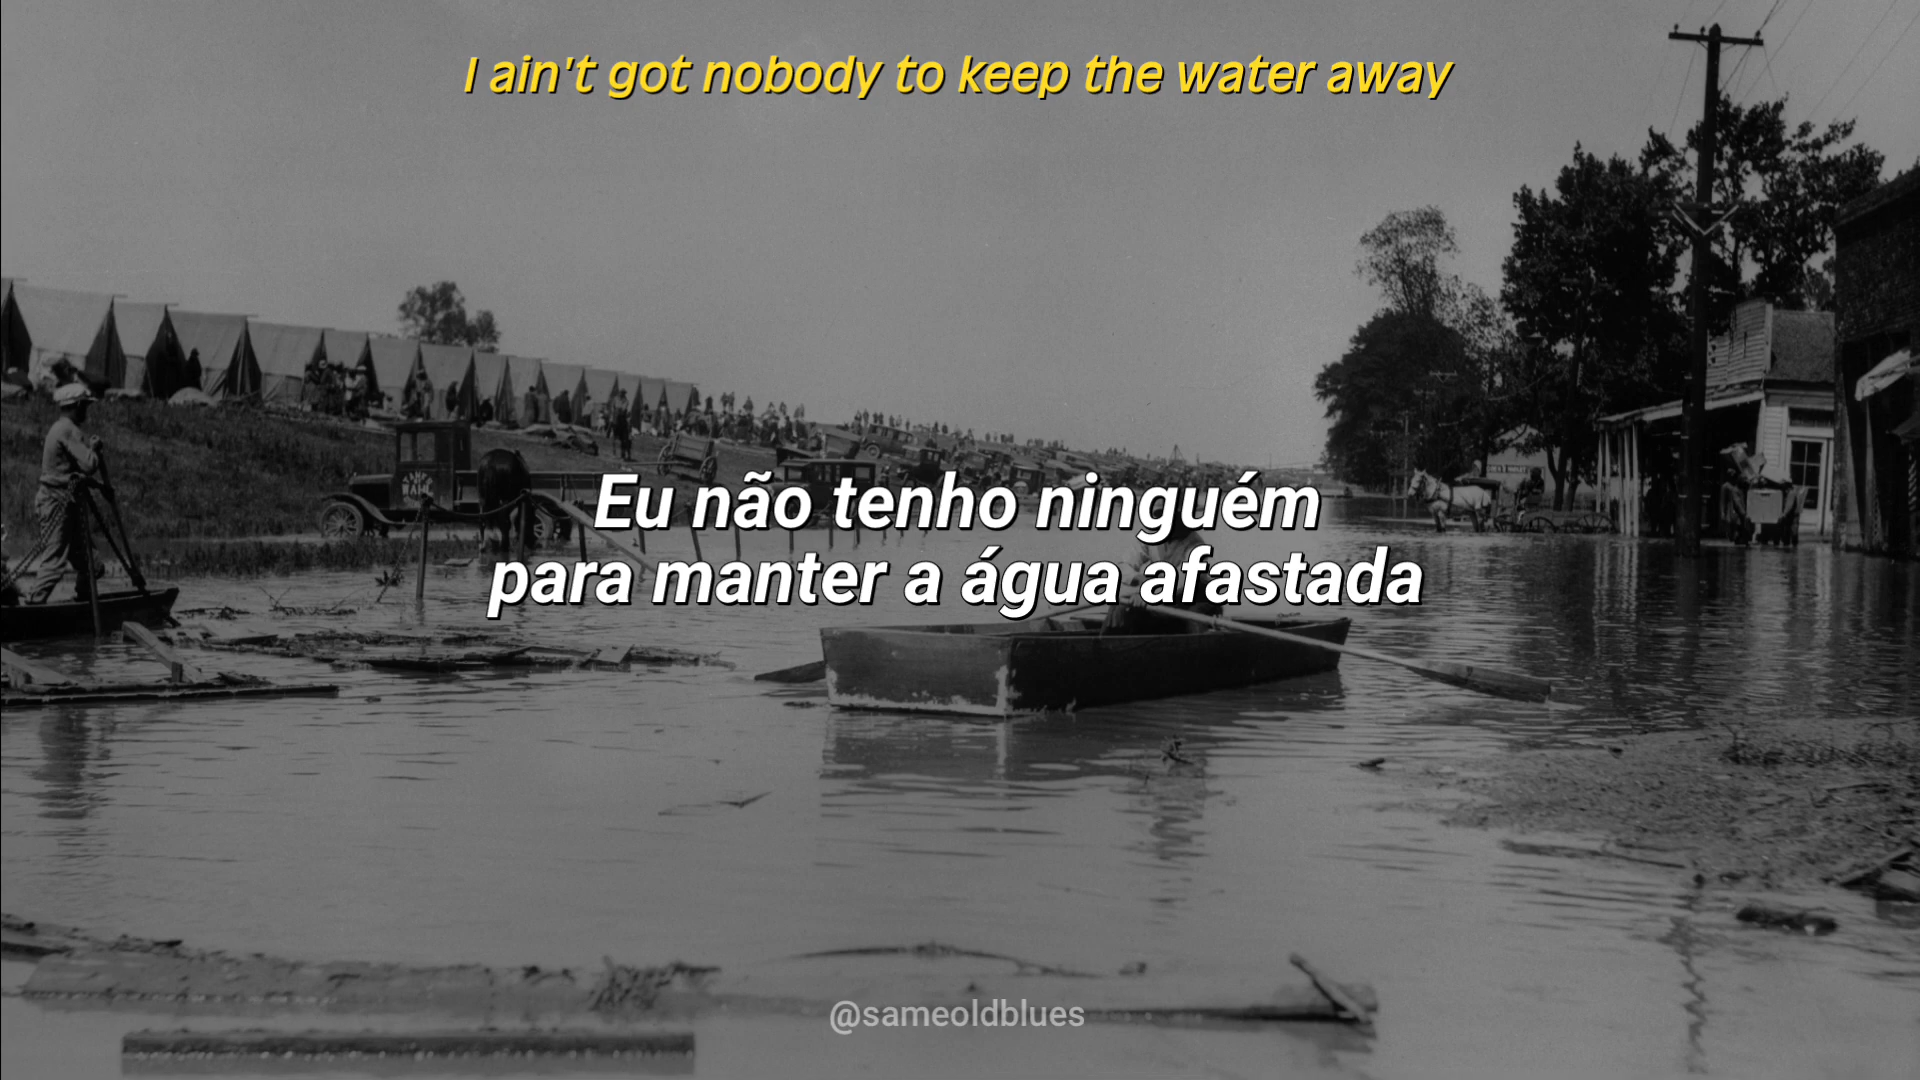 I ain't got nobody to keep the water away
Eu não tenho ninguém
para manter a água afastada
@sameoldblues